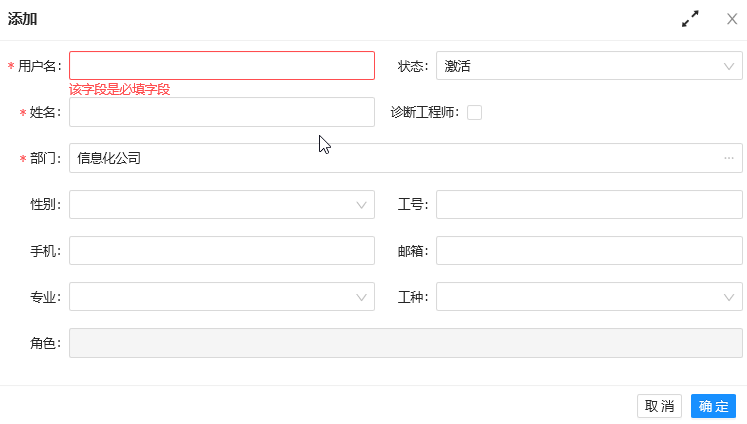 添加
* 用户名: 状态: 激活
该字段是必填字段
* 姓名: 诊断工程师:
* 部门: 信息化公司 ...
性别: 工号:
手机: 邮箱:
专业: 工种:
角色:
取消 确定